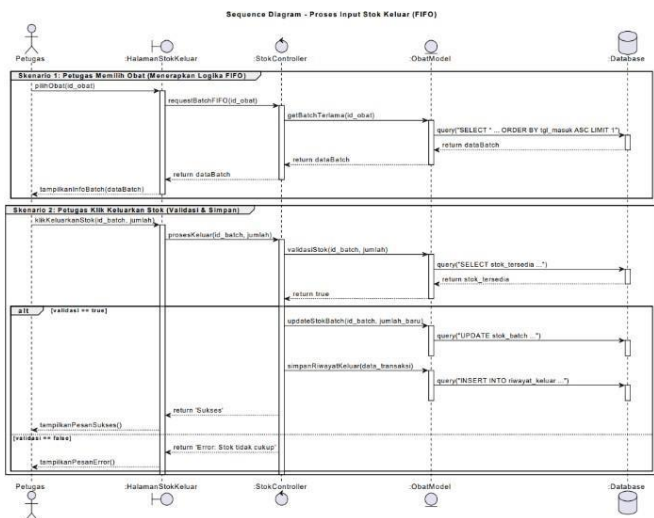 Sequence Diagram - Proses Input Stok Keluar (FIFO)
Petugas
:HalamanStokKeluar
:StokController
:ObatModel
:Database
Skenario 1: Petugas Memilih Obat (Menerapkan Logika FIFO)
pilihObat(id_obat)
requestBatchFIFO(id_obat)
getBatchTerlama(id_obat)
query("SELECT * ... ORDER BY tgl_masuk ASC LIMIT 1")
return dataBatch
return dataBatch
return dataBatch
tampilkanInfoBatch(dataBatch)
Skenario 2: Petugas Klik Keluarkan Stok (Validasi & Simpan)
klikKeluarkanStok(id_batch, jumlah)
prosesKeluar(id_batch, jumlah)
validasiStok(id_batch, jumlah)
query("SELECT stok_tersedia ...")
return stok_tersedia
return true
alt [validasi == true]
updateStokBatch(id_batch, jumlah_baru)
query("UPDATE stok_batch ...")
simpanRiwayatKeluar(data_transaksi)
query("INSERT INTO riwayat_keluar ...")
return 'Sukses'
tampilkanPesanSukses()
[validasi == false]
return 'Error: Stok tidak cukup'
tampilkanPesanError()
Petugas
:HalamanStokKeluar
:StokController
:ObatModel
:Database